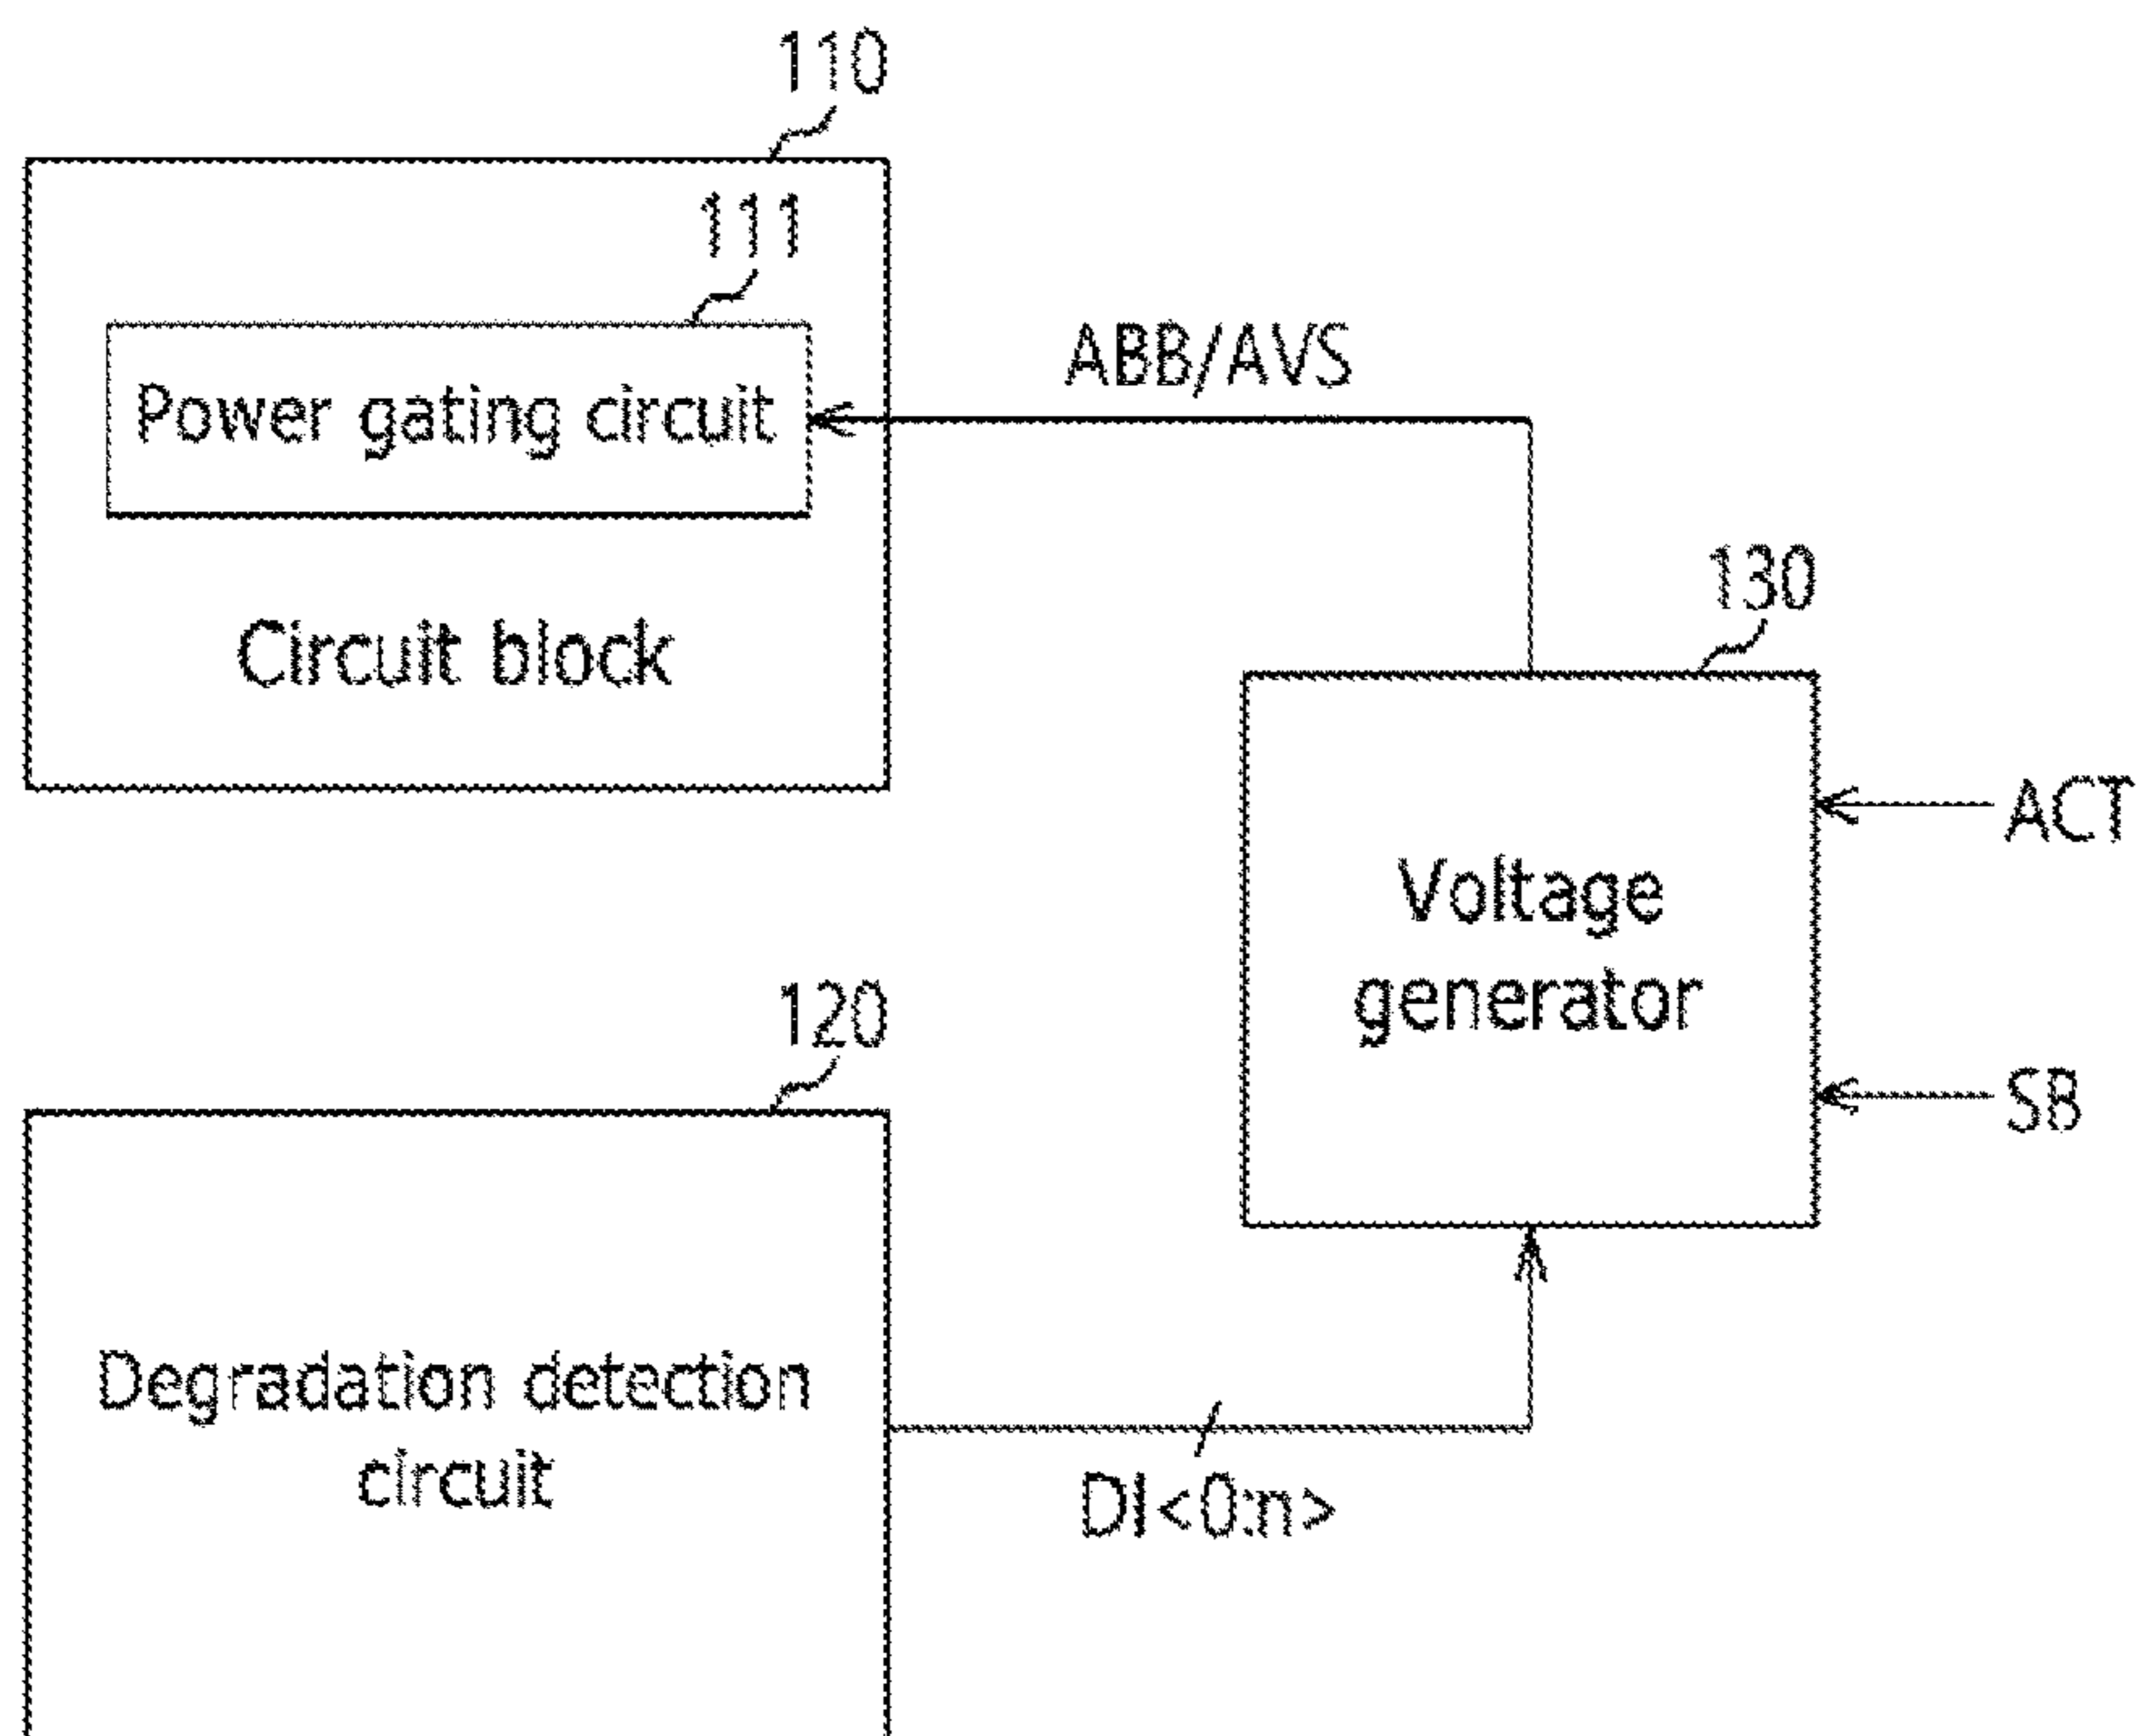 110
111
Power gating circuit
ABB/AVS
Circuit block
130
ACT
Voltage
generator
SB
120
Degradation detection
circuit
DI<0:n>